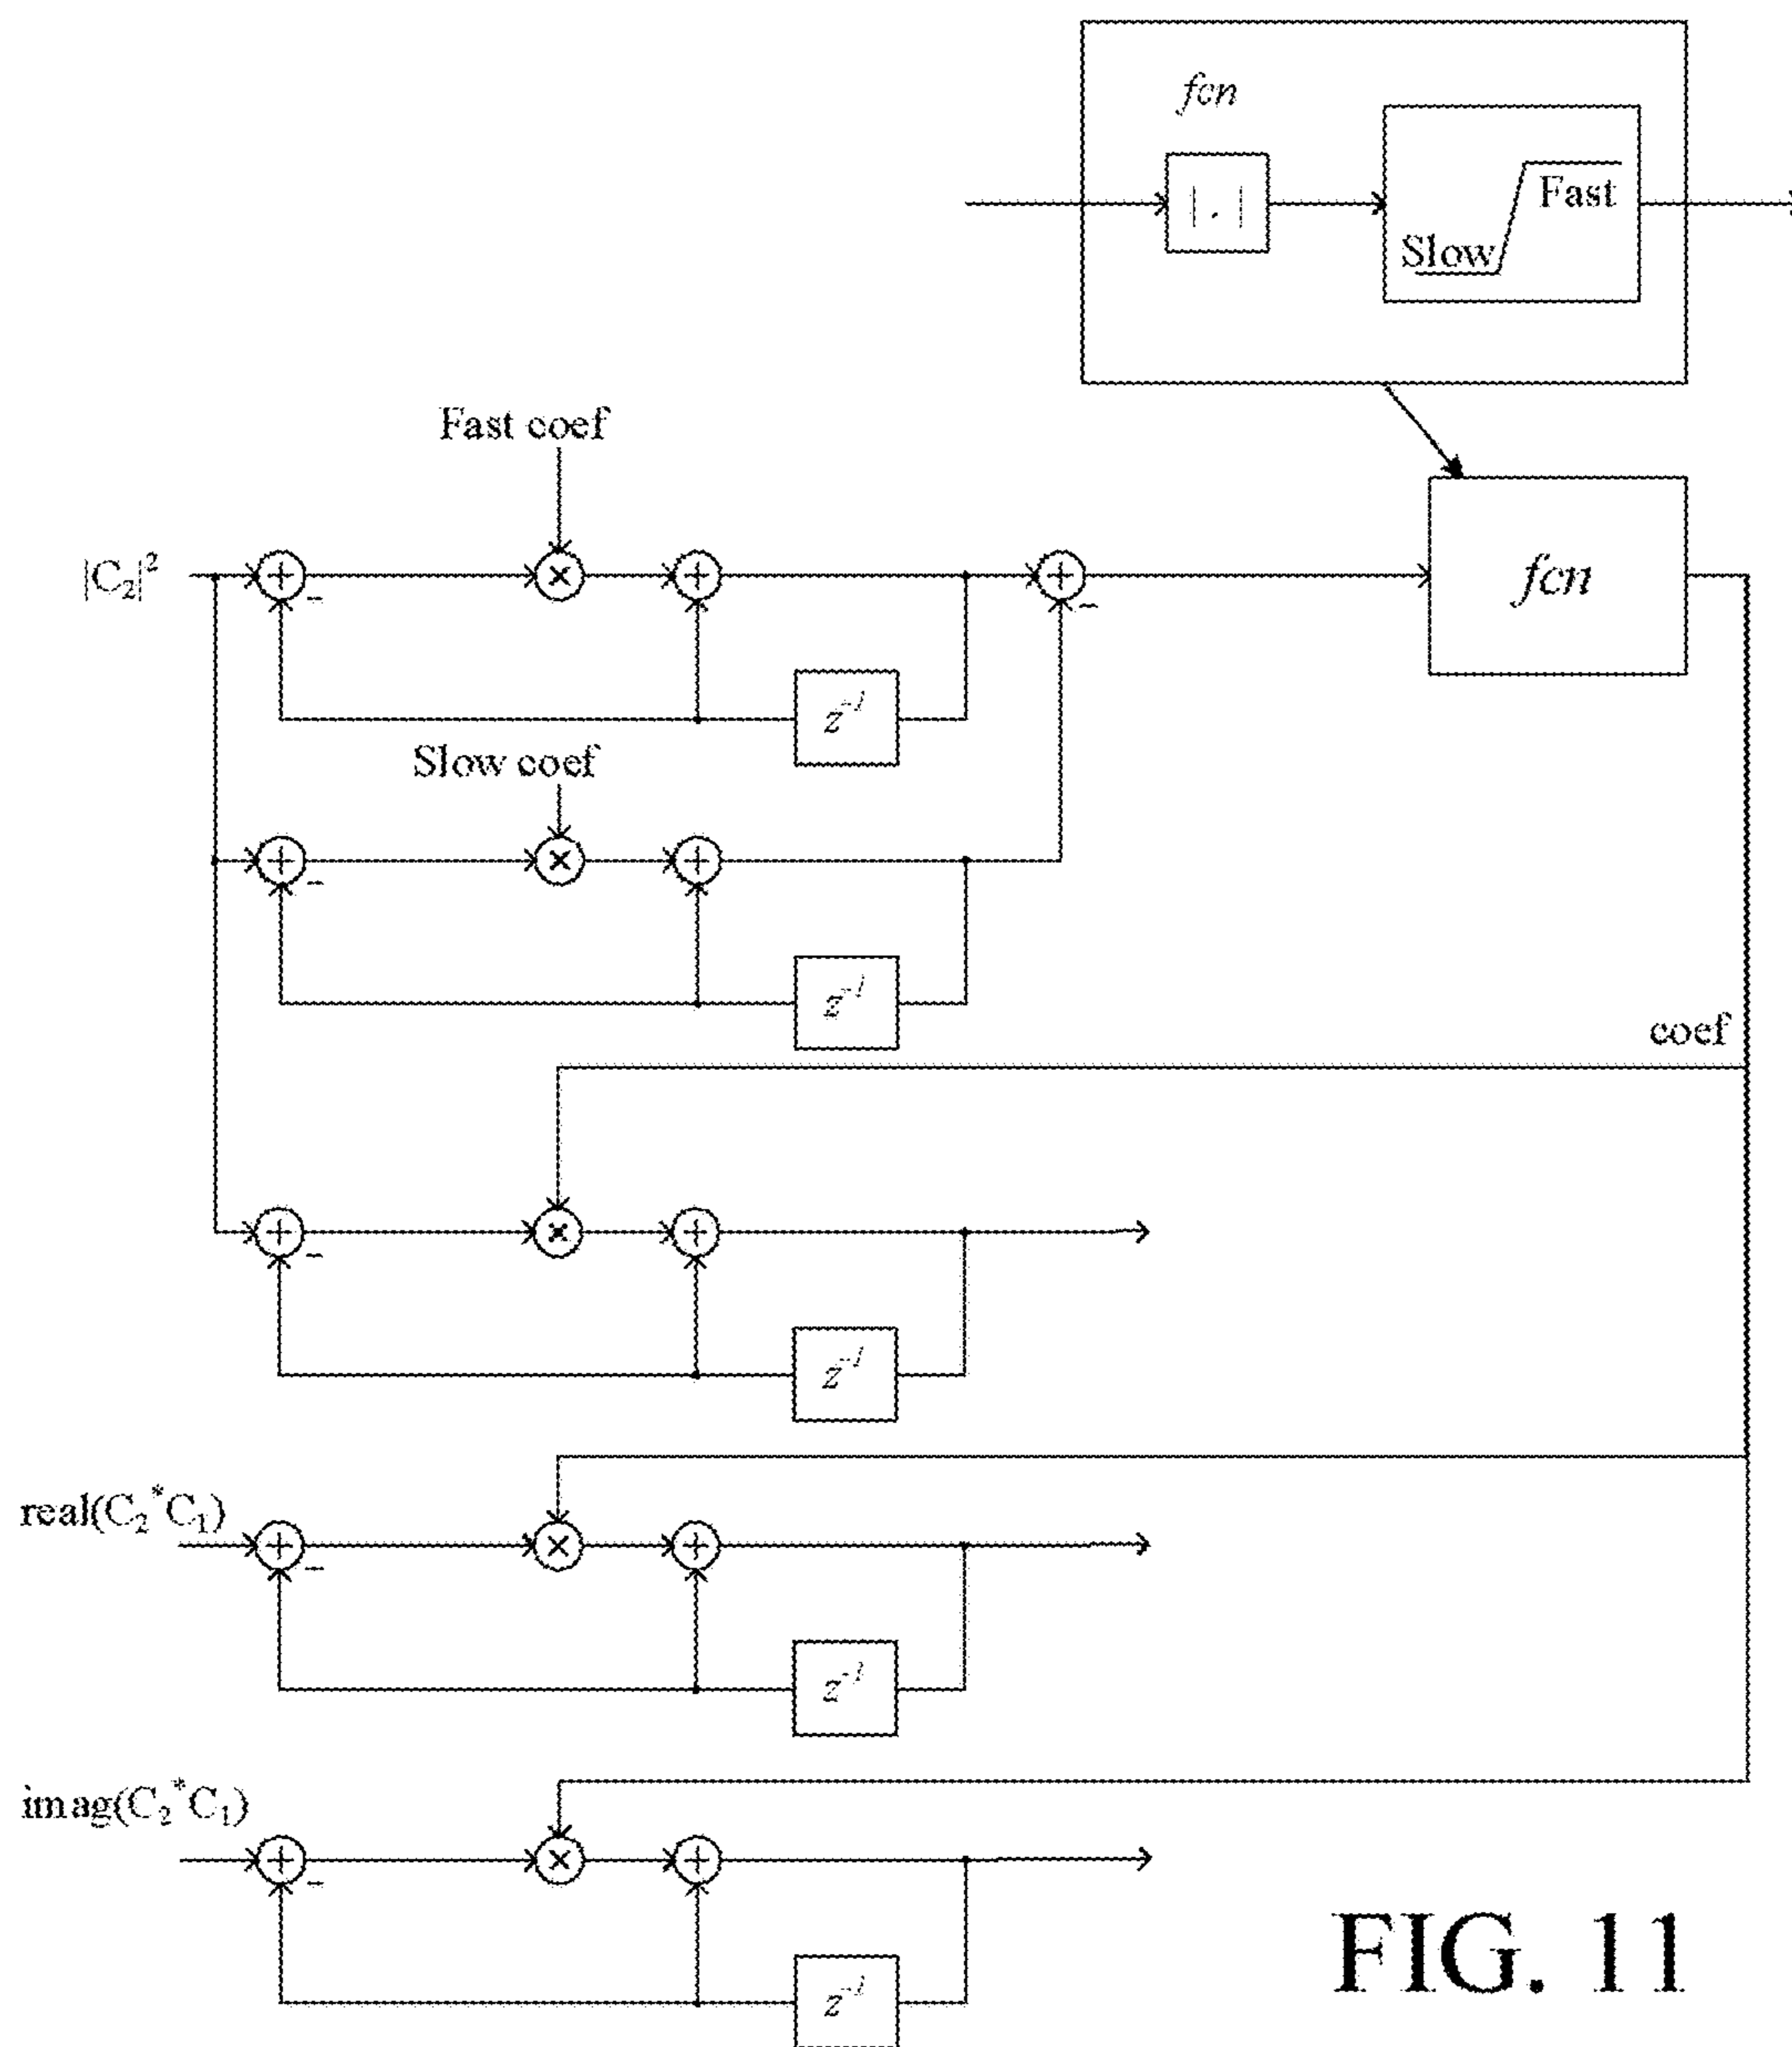 fcn
| . |
Fast
Slow
Fast coef
|C₂|²
+
-
×
+
+
-
fcn
z⁻¹
Slow coef
+
-
×
+
z⁻¹
coef
+
-
×
+
z⁻¹
real(C₂*C₁)
+
-
×
+
z⁻¹
imag(C₂*C₁)
+
-
×
+
z⁻¹
FIG. 11